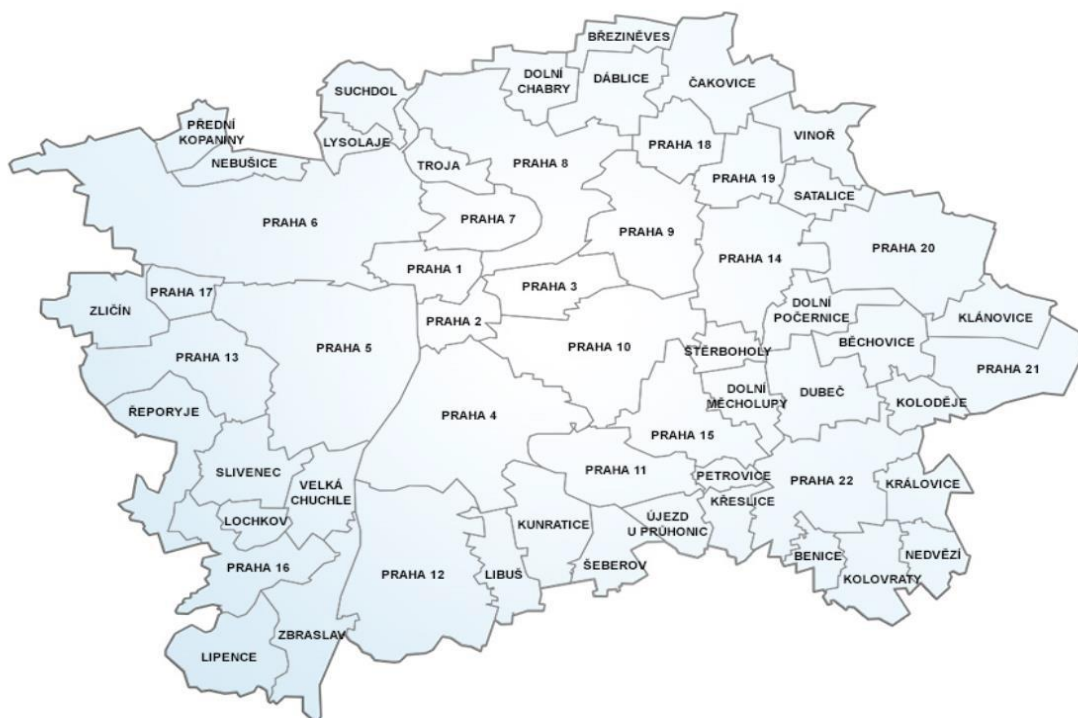 BŘEZINĚVES
DOLNÍ
CHABRY
ĎÁBLICE
ČAKOVICE
SUCHDOL
PŘEDNÍ
KOPANINY
LYSOLAJE
NEBUŠICE
TROJA
PRAHA 8
PRAHA 18
VINOŘ
PRAHA 19
SATALICE
PRAHA 6
PRAHA 7
PRAHA 9
PRAHA 14
PRAHA 20
PRAHA 1
PRAHA 3
PRAHA 17
ZLIČÍN
PRAHA 2
DOLNÍ
POČERNICE
KLÁNOVICE
PRAHA 5
PRAHA 10
ŠTĚRBOHOLY
BĚCHOVICE
PRAHA 13
PRAHA 21
DOLNÍ
MĚCHOLUPY
DUBEČ
KOLODĚJE
ŘEPORYJE
PRAHA 4
PRAHA 15
SLIVENEC
PRAHA 11
PETROVICE
PRAHA 22
KRÁLOVICE
VELKÁ
CHUCHLE
KŘESLICE
LOCHKOV
KUNRATICE
ÚJEZD
U PRŮHONIC
BENICE
NEDVĚZÍ
PRAHA 16
PRAHA 12
LIBUŠ
ŠEBEROV
KOLOVRATY
ZBRASLAV
LIPENCE